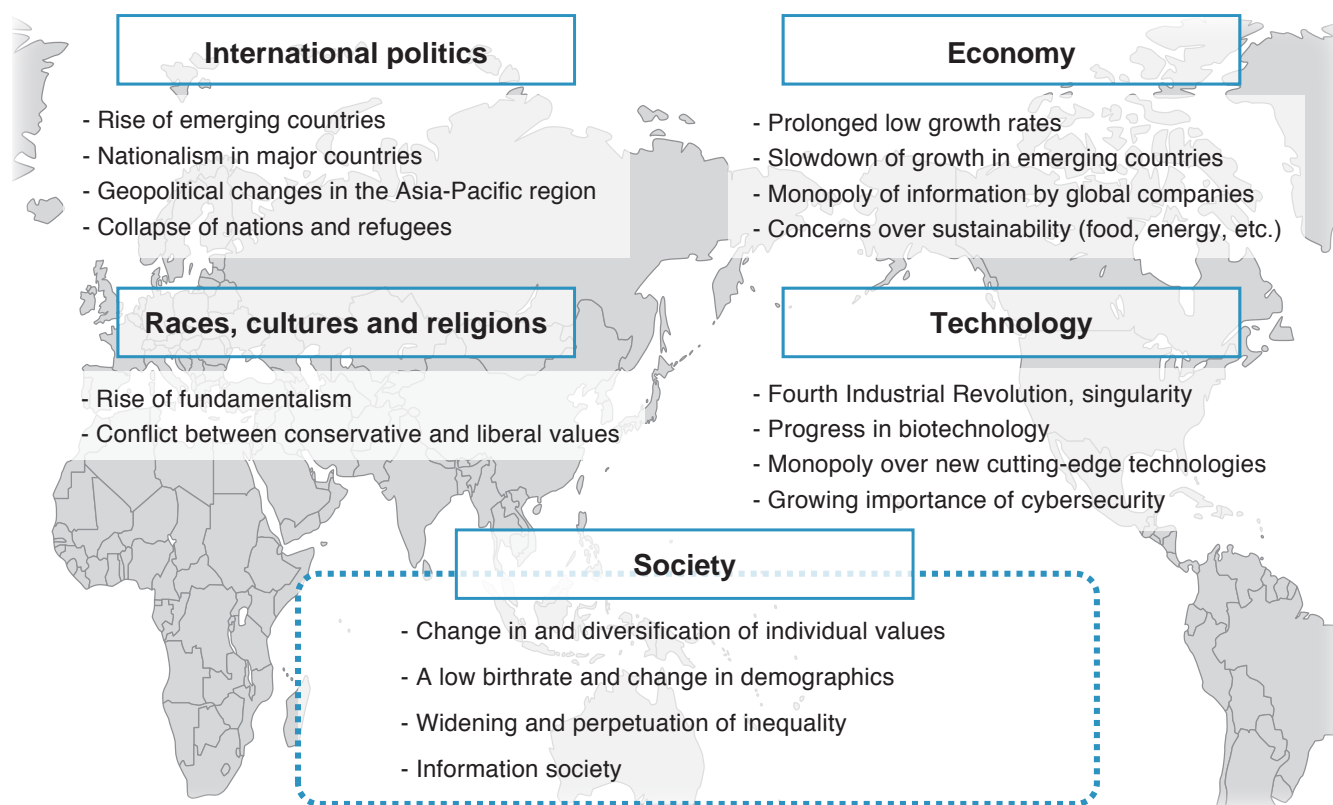 International politics
- Rise of emerging countries
- Nationalism in major countries
- Geopolitical changes in the Asia-Pacific region
- Collapse of nations and refugees
Economy
- Prolonged low growth rates
- Slowdown of growth in emerging countries
- Monopoly of information by global companies
- Concerns over sustainability (food, energy, etc.)
Races, cultures and religions
- Rise of fundamentalism
- Conflict between conservative and liberal values
Technology
- Fourth Industrial Revolution, singularity
- Progress in biotechnology
- Monopoly over new cutting-edge technologies
- Growing importance of cybersecurity
Society
- Change in and diversification of individual values
- A low birthrate and change in demographics
- Widening and perpetuation of inequality
- Information society